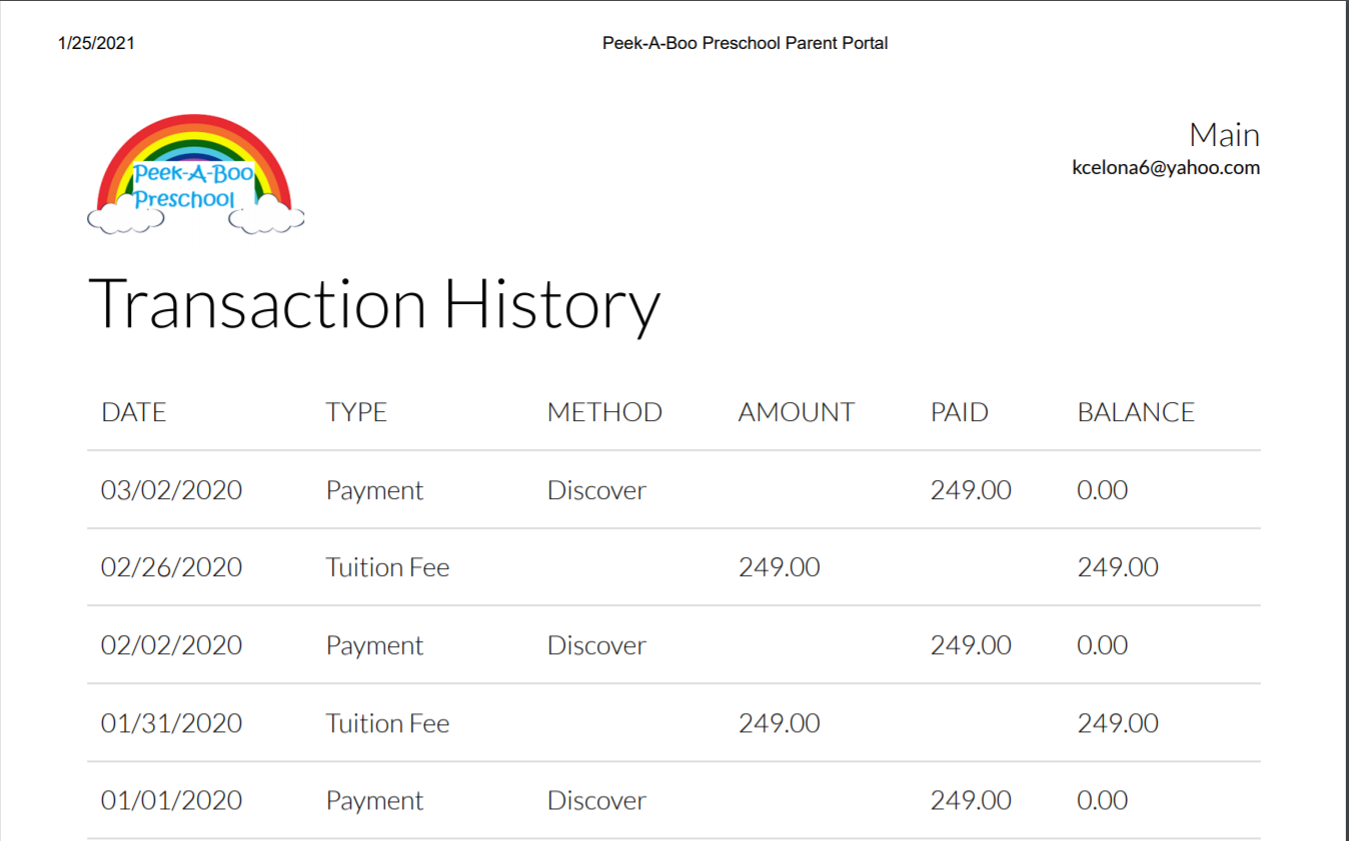 1/25/2021 Peek-A-Boo Preschool Parent Portal
Peek-A-Boo
Preschool
Main
kcelona6@yahoo.com
Transaction History
DATE TYPE METHOD AMOUNT PAID BALANCE
03/02/2020 Payment Discover 249.00 0.00
02/26/2020 Tuition Fee 249.00 249.00
02/02/2020 Payment Discover 249.00 0.00
01/31/2020 Tuition Fee 249.00 249.00
01/01/2020 Payment Discover 249.00 0.00